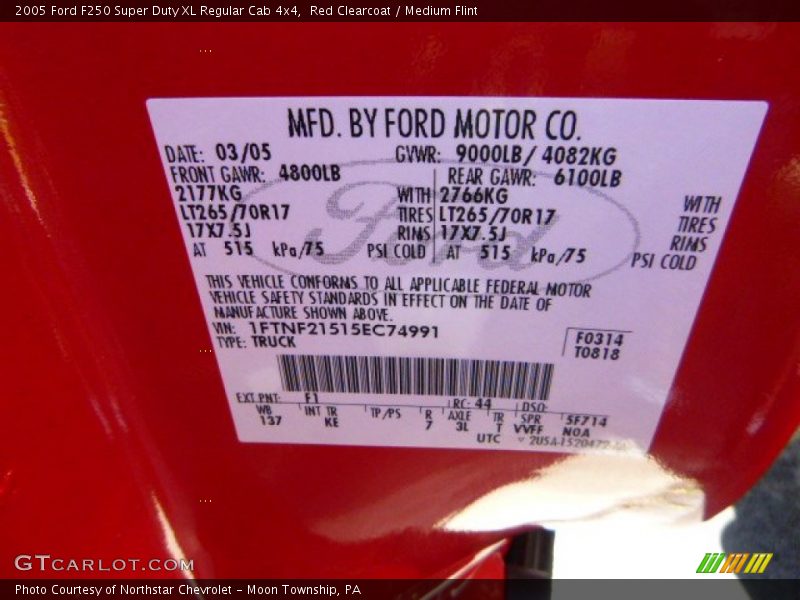 2005 Ford F250 Super Duty XL Regular Cab 4x4, Red Clearcoat / Medium Flint
MFD. BY FORD MOTOR CO.
DATE: 03/05 GVWR: 9000LB / 4082KG
FRONT GAWR: 4800LB REAR GAWR: 6100LB
2177KG WITH 2766KG WITH
LT265/70R17 TIRES LT265/70R17 TIRES
17X7.5J RIMS 17X7.5J RIMS
AT 515 kPa/75 PSI COLD AT 515 kPa/75 PSI COLD
Ford
THIS VEHICLE CONFORMS TO ALL APPLICABLE FEDERAL MOTOR
VEHICLE SAFETY STANDARDS IN EFFECT ON THE DATE OF
MANUFACTURE SHOWN ABOVE.
VIN: 1FTNF21515EC74991
TYPE: TRUCK
F0314
T0818
EXT PNT: F1 RC: 44 DSO:
WB INT TR TP/PS R AXLE TR SPR 5F714
137 KE 7 3L T VVFF NOA
UTC
GTCARLOT.COM
Photo Courtesy of Northstar Chevrolet - Moon Township, PA